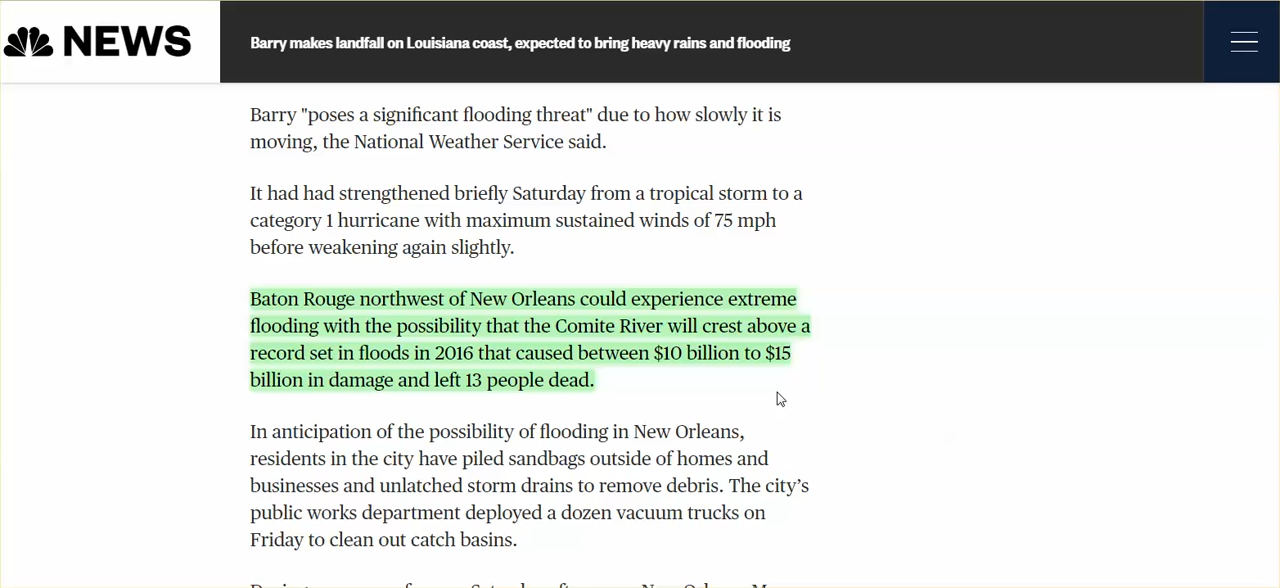 NEWS
Barry makes landfall on Louisiana coast, expected to bring heavy rains and flooding
Barry "poses a significant flooding threat" due to how slowly it is
moving, the National Weather Service said.
It had had strengthened briefly Saturday from a tropical storm to a
category 1 hurricane with maximum sustained winds of 75 mph
before weakening again slightly.
Baton Rouge northwest of New Orleans could experience extreme
flooding with the possibility that the Comite River will crest above a
record set in floods in 2016 that caused between $10 billion to $15
billion in damage and left 13 people dead.
In anticipation of the possibility of flooding in New Orleans,
residents in the city have piled sandbags outside of homes and
businesses and unlatched storm drains to remove debris. The city’s
public works department deployed a dozen vacuum trucks on
Friday to clean out catch basins.